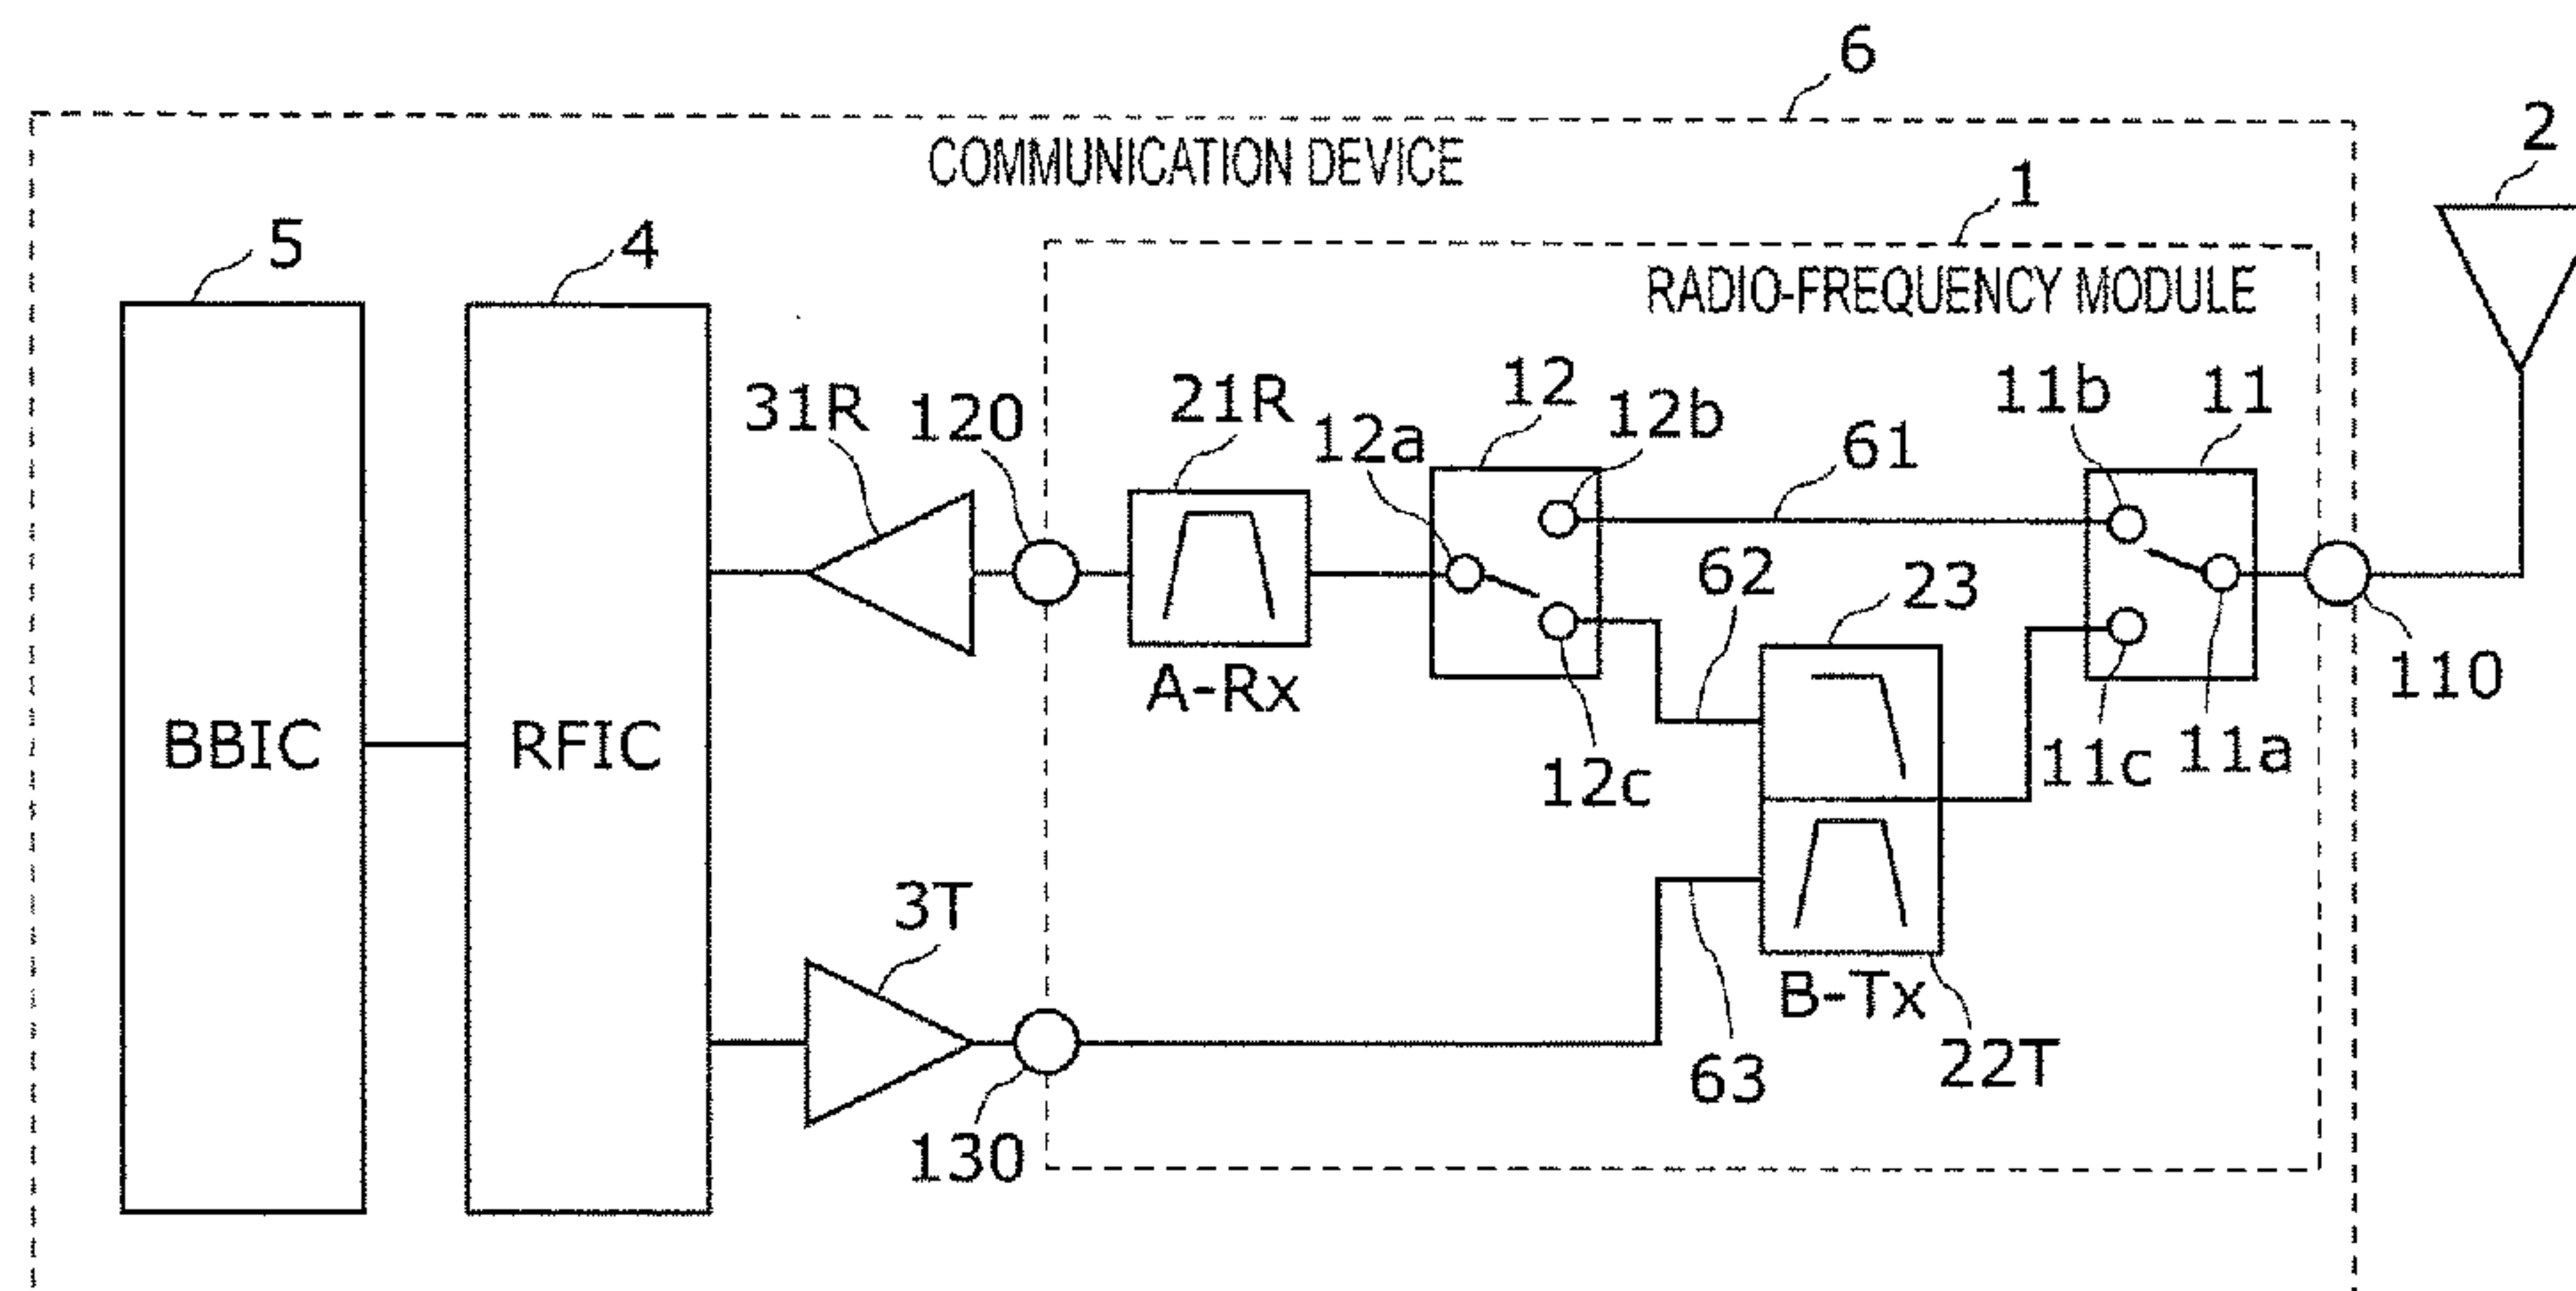 6
COMMUNICATION DEVICE
2
1
5
4
RADIO-FREQUENCY MODULE
31R
120
21R
12
12a
12b
61
11b
11
62
23
A-Rx
110
BBIC
RFIC
12c
11c
11a
3T
B-Tx
63
22T
130